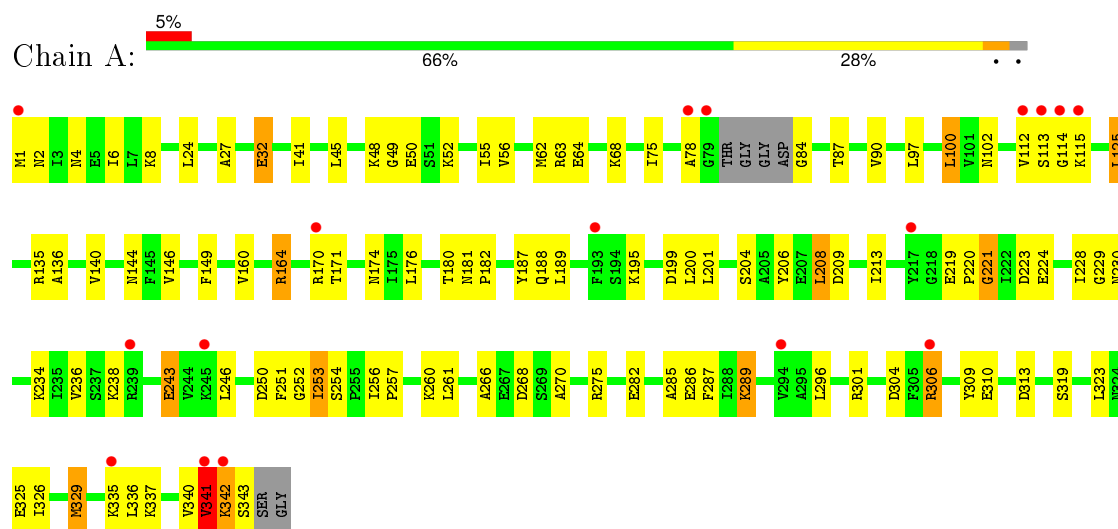 5%
Chain A:
66% 28% • •
M1 N2 I3 N4 E5 I6 L7 K8 L24 A27 E32 I41 L45 K48 G49 E50 S51 K52 I55 V56 M62 R63 E64 K68 I75 A78 G79 THR GLY GLY ASP G84 T87 V90 L97 L100 V101 N102 V112 S113 G114 K115
R135 A136 V140 N144 F145 V146 F149 V160 R164 R170 T171 N174 I175 L176 T180 N181 P182 Y187 Q188 L189 F193 S194 K195 D199 L200 L201 S204 A205 Y206 E207 L208 D209 I213 Y217 G218 E219 P220 G221 I222 D223 E224 I228 G229
K234 I235 V236 S237 K238 R239 E243 V244 K245 L246 D250 F251 G252 I253 S254 P255 I256 P257 K260 L261 A266 E267 D268 S269 A270 R275 E282 A285 E286 F287 I288 K289 V294 A295 L296 R301 D304 F305 R306 Y309 E310 D313 S319 L323
E325 I326 M329 K335 L336 K337 V340 V341 K342 S343 SER GLY